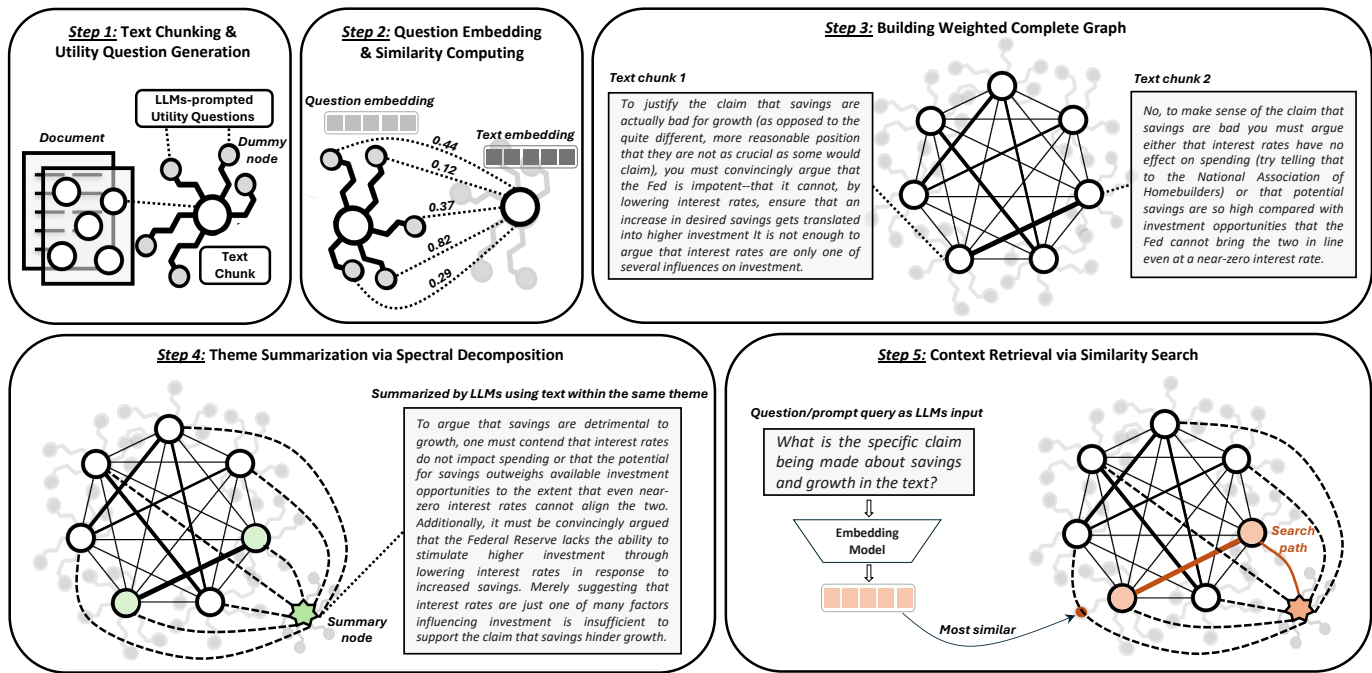 Step 1: Text Chunking &
Utility Question Generation
LLMs-prompted
Utility Questions
Document
Dummy
node
Text
Chunk
Step 2: Question Embedding
& Similarity Computing
Question embedding
Text embedding
0.44
0.12
0.37
0.82
0.29
Step 3: Building Weighted Complete Graph
Text chunk 1
To justify the claim that savings are
actually bad for growth (as opposed to the
quite different, more reasonable position
that they are not as crucial as some would
claim), you must convincingly argue that
the Fed is impotent--that it cannot, by
lowering interest rates, ensure that an
increase in desired savings gets translated
into higher investment It is not enough to
argue that interest rates are only one of
several influences on investment.
Text chunk 2
No, to make sense of the claim that
savings are bad you must argue
either that interest rates have no
effect on spending (try telling that
to the National Association of
Homebuilders) or that potential
savings are so high compared with
investment opportunities that the
Fed cannot bring the two in line
even at a near-zero interest rate.
Step 4: Theme Summarization via Spectral Decomposition
Summarized by LLMs using text within the same theme
To argue that savings are detrimental to
growth, one must contend that interest rates
do not impact spending or that the potential
for savings outweighs available investment
opportunities to the extent that even near-
zero interest rates cannot align the two.
Additionally, it must be convincingly argued
that the Federal Reserve lacks the ability to
stimulate higher investment through
lowering interest rates in response to
increased savings. Merely suggesting that
interest rates are just one of many factors
influencing investment is insufficient to
support the claim that savings hinder growth.
Summary
node
Step 5: Context Retrieval via Similarity Search
Question/prompt query as LLMs input
What is the specific claim
being made about savings
and growth in the text?
Embedding
Model
Most similar
Search
path